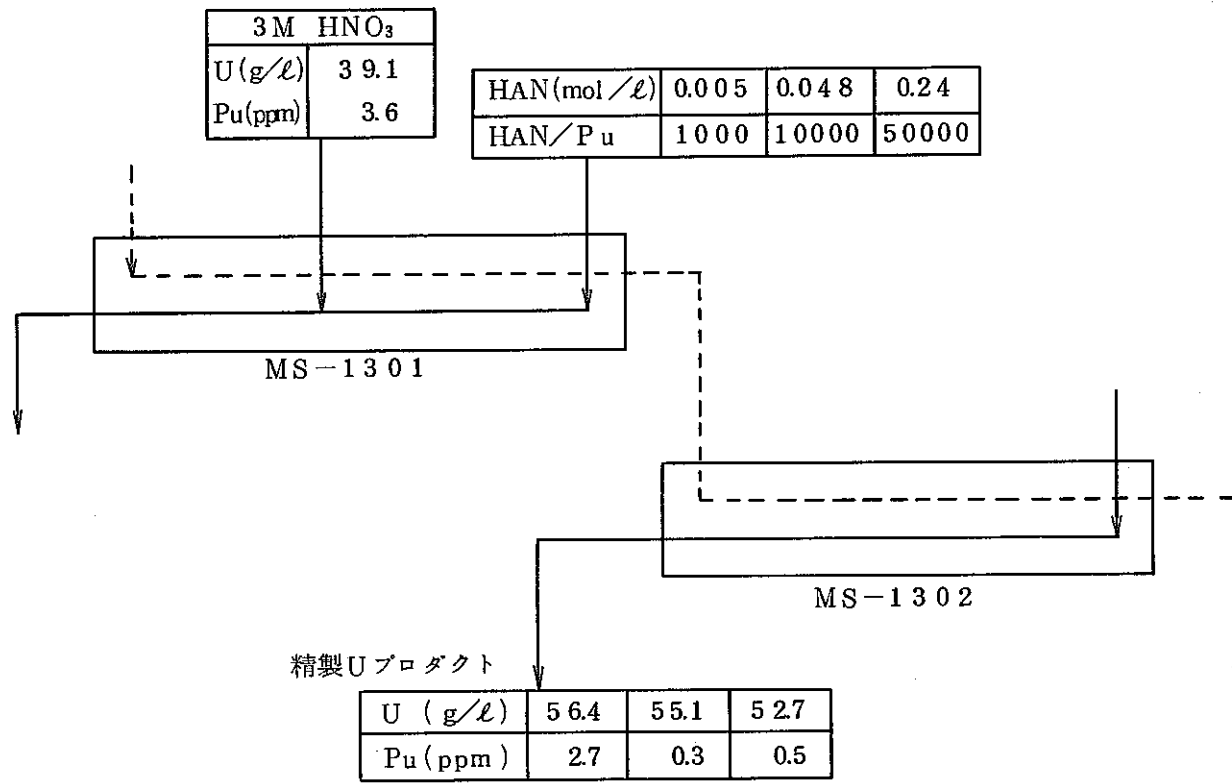 3M HNO₃
U(g/ℓ) 39.1
Pu(ppm) 3.6
HAN(mol/ℓ) 0.005 0.048 0.24
HAN/Pu 1000 10000 50000
MS-1301
MS-1302
精製Uプロダクト
U (g/ℓ) 56.4 55.1 52.7
Pu(ppm) 2.7 0.3 0.5